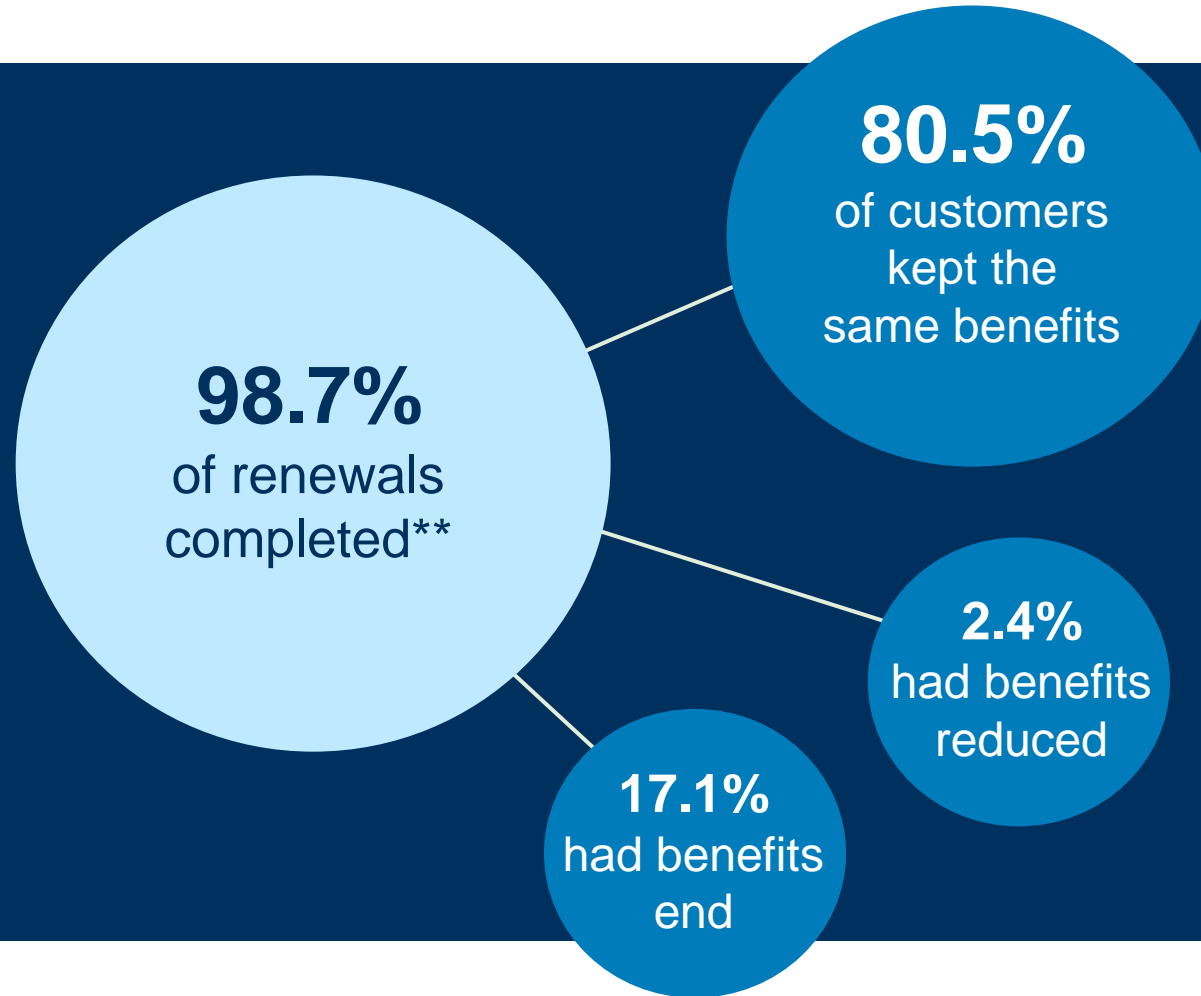 98.7%
of renewals
completed**
80.5%
of customers
kept the
same benefits
2.4%
had benefits
reduced
17.1%
had benefits
end